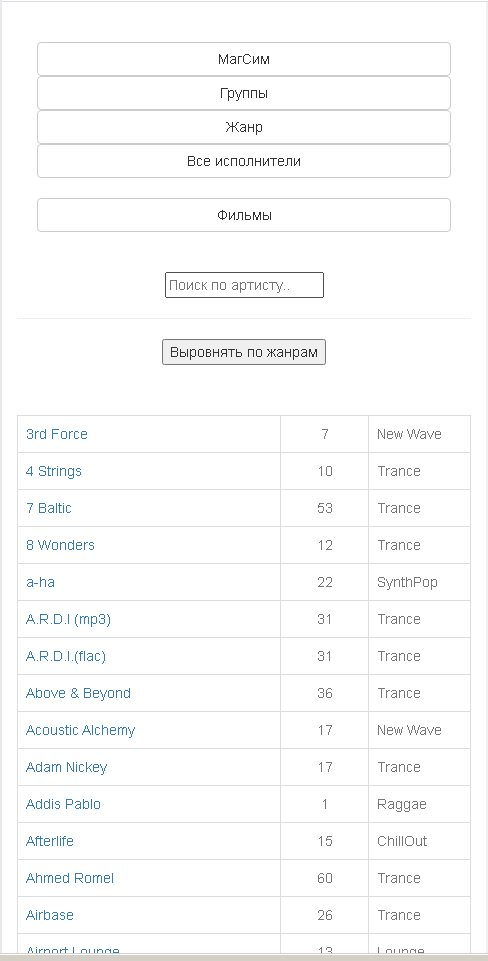 МагСим
Группы
Жанр
Все исполнители
Фильмы
Поиск по артисту..
Выровнять по жанрам
3rd Force 7 New Wave
4 Strings 10 Trance
7 Baltic 53 Trance
8 Wonders 12 Trance
a-ha 22 SynthPop
A.R.D.I (mp3) 31 Trance
A.R.D.I.(flac) 31 Trance
Above & Beyond 36 Trance
Acoustic Alchemy 17 New Wave
Adam Nickey 17 Trance
Addis Pablo 1 Raggae
Afterlife 15 ChillOut
Ahmed Romel 60 Trance
Airbase 26 Trance
Airport Lounge 13 Lounge